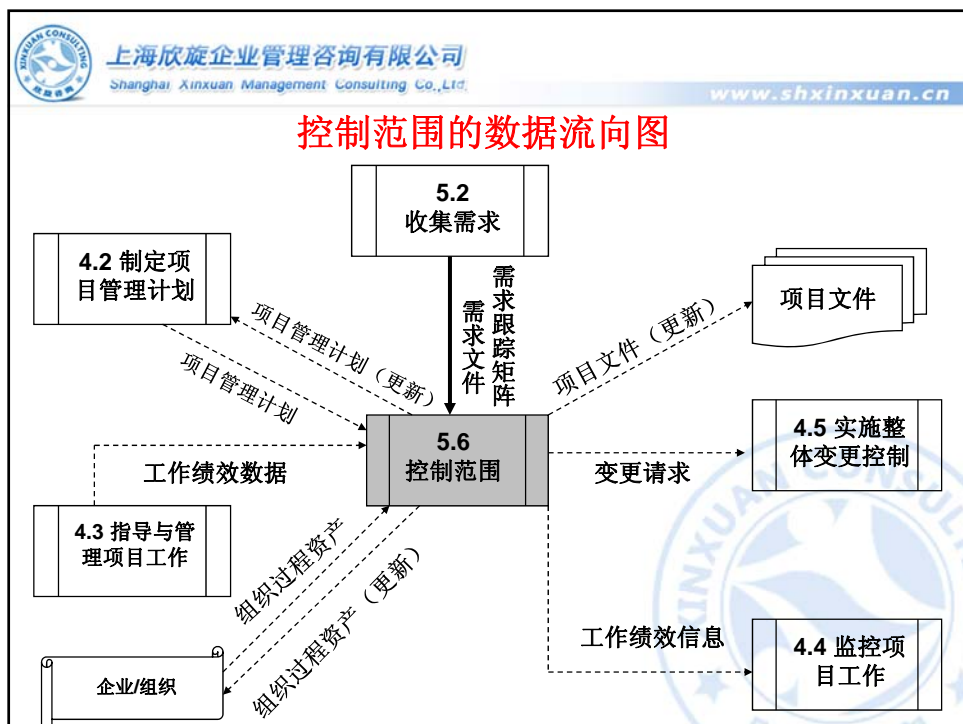 XINXUAN CONSULTING
欣旋咨询
上海欣旋企业管理咨询有限公司
Shanghai Xinxuan Management Consulting Co.,Ltd.
www.shxinxuan.cn
控制范围的数据流向图
5.2
收集需求
4.2 制定项
目管理计划
项目管理计划（更新）
项目管理计划
需求文件
需求跟踪矩阵
项目文件（更新）
项目文件
5.6
控制范围
工作绩效数据
变更请求
4.5 实施整
体变更控制
4.3 指导与管
理项目工作
组织过程资产
组织过程资产（更新）
工作绩效信息
4.4 监控项
目工作
企业/组织
XINXUAN CONSULTING